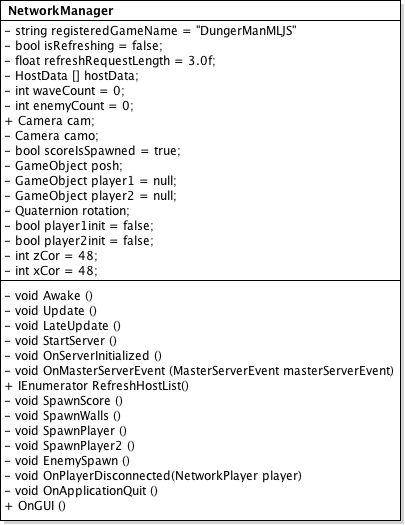 NetworkManager
- string registeredGameName = "DungerManMLJS"
- bool isRefreshing = false;
- float refreshRequestLength = 3.0f;
- HostData [] hostData;
- int waveCount = 0;
- int enemyCount = 0;
+ Camera cam;
- Camera camo;
- bool scoreIsSpawned = true;
- GameObject posh;
- GameObject player1 = null;
- GameObject player2 = null;
- Quaternion rotation;
- bool player1init = false;
- bool player2init = false;
- int zCor = 48;
- int xCor = 48;
- void Awake ()
- void Update ()
- void LateUpdate ()
- void StartServer ()
- void OnServerInitialized ()
- void OnMasterServerEvent (MasterServerEvent masterServerEvent)
+ IEnumerator RefreshHostList()
- void SpawnScore ()
- void SpawnWalls ()
- void SpawnPlayer ()
- void SpawnPlayer2 ()
- void EnemySpawn ()
- void OnPlayerDisconnected(NetworkPlayer player)
- void OnApplicationQuit ()
+ OnGUI ()